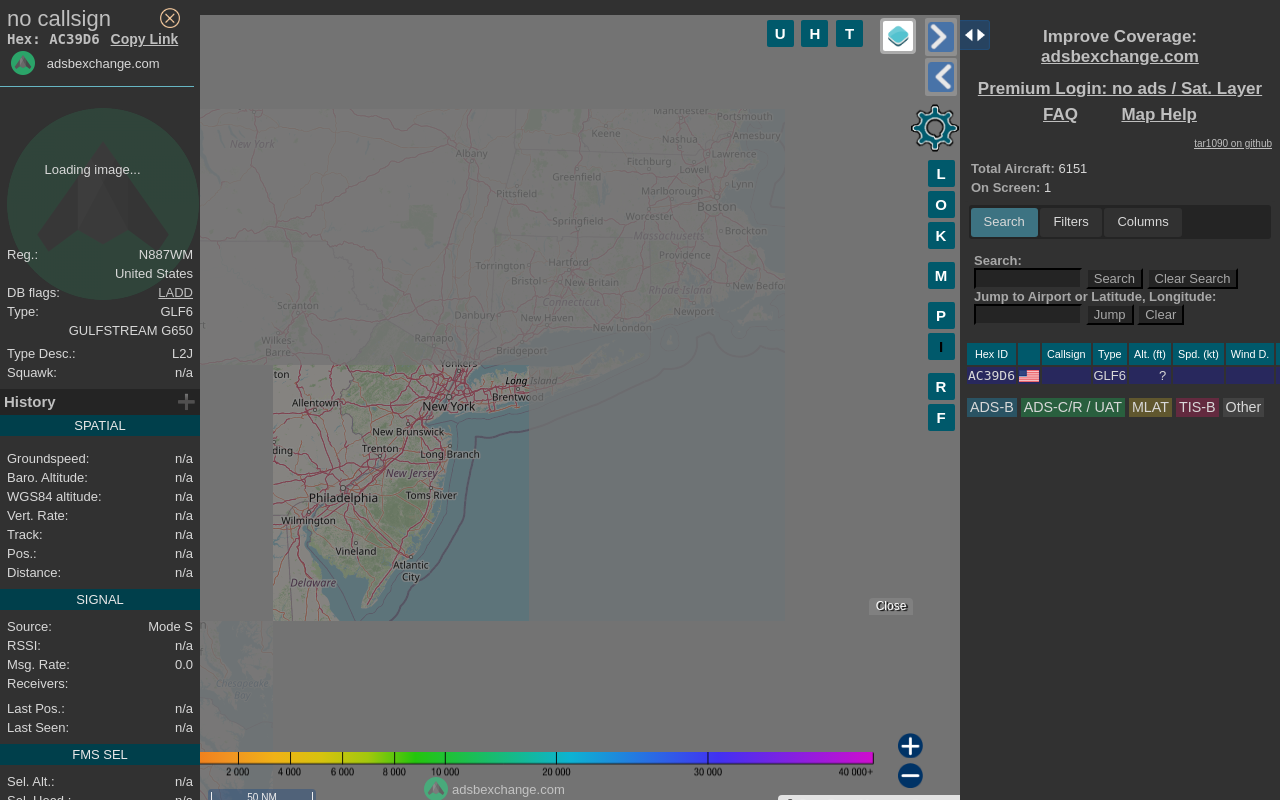 no callsign
Hex: AC39D6 Copy Link
adsbexchange.com
Loading image...
Reg.: N887WM
United States
DB flags: LADD
Type: GLF6
GULFSTREAM G650
Type Desc.: L2J
Squawk: n/a
History
SPATIAL
Groundspeed: n/a
Baro. Altitude: n/a
WGS84 altitude: n/a
Vert. Rate: n/a
Track: n/a
Pos.: n/a
Distance: n/a
SIGNAL
Source: Mode S
RSSI: n/a
Msg. Rate: 0.0
Receivers:
Last Pos.: n/a
Last Seen: n/a
FMS SEL
Sel. Alt.: n/a
U H T
L
O
K
M
P
I
R
F
Manchester
Portsmouth
Keene
Nashua
Amesbury
New York
Albany
Lawrence
Fitchburg
Lowell
Greenfield
Marlborough
Lynn
Pittsfield
Boston
Worcester
Springfield
Massachusetts
Brockton
Providence
Torrington
Hartford
Bristol
New Britain
Rhode Island
New Bedfo
Scranton
Connecticut
Danbury
New Haven
Newport
New London
Ramapo
Wilkes-
Barre
Bridgeport
Yonkers
ton
Long Island
Allentown
New York
Brentwood
New Brunswick
ding
Trenton
Long Branch
New Jersey
Philadelphia
Toms River
Wilmington
Vineland
Atlantic
City
Delaware
Chesapeake
Close
2 000 4 000 6 000 8 000 10 000 20 000 30 000 40 000+
adsbexchange.com
50 NM
Improve Coverage:
adsbexchange.com
Premium Login: no ads / Sat. Layer
FAQ Map Help
tar1090 on github
Total Aircraft: 6151
On Screen: 1
Search Filters Columns
Search:
Search Clear Search
Jump to Airport or Latitude, Longitude:
Jump Clear
Hex ID Callsign Type Alt. (ft) Spd. (kt) Wind D.
AC39D6 GLF6 ?
ADS-B ADS-C/R / UAT MLAT TIS-B Other